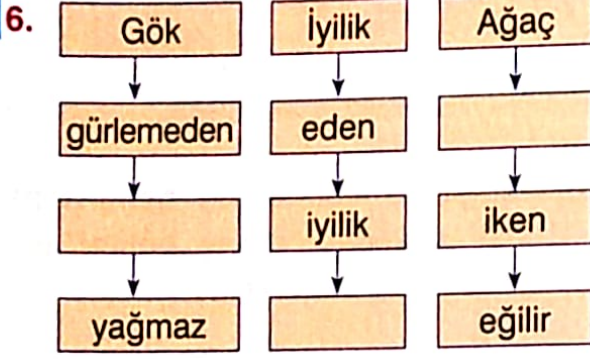 6.
Gök İyilik Ağaç
gürlemeden eden
iyilik iken
yağmaz eğilir